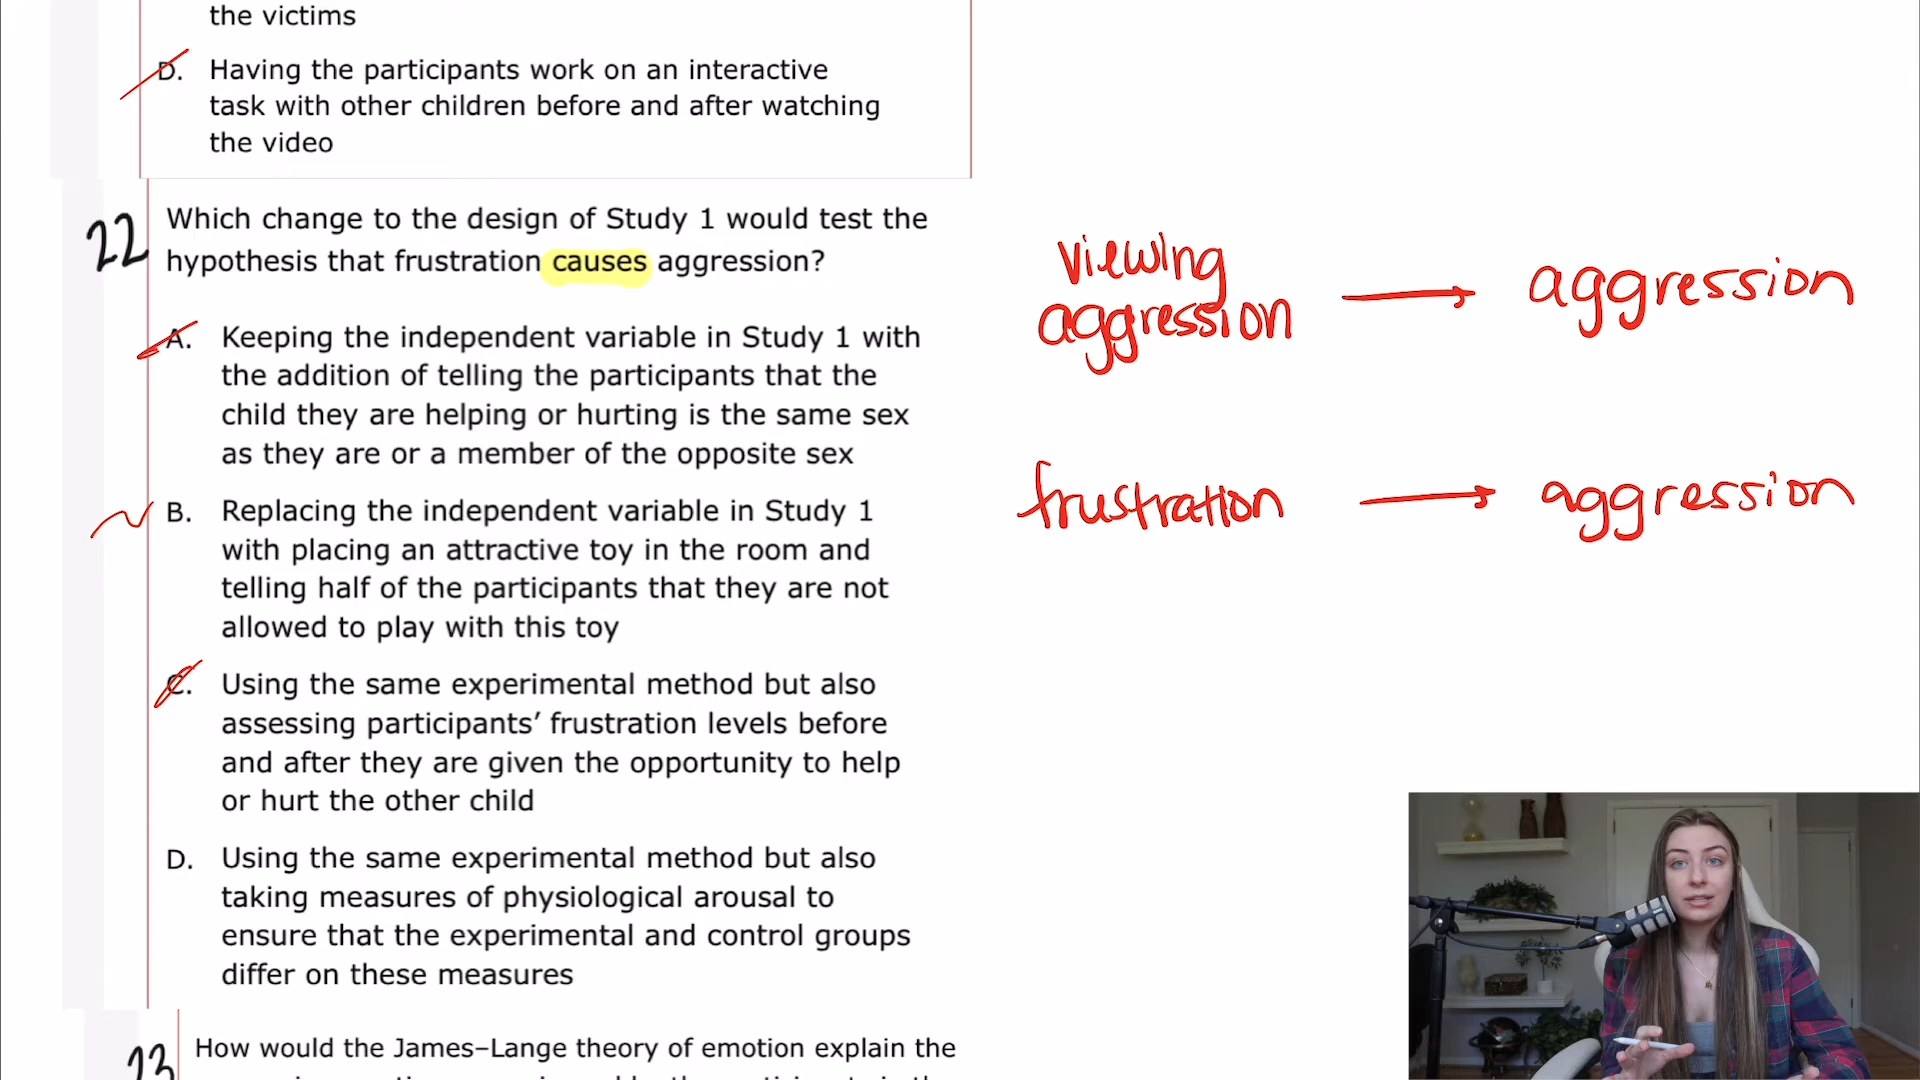 the victims
D. Having the participants work on an interactive
task with other children before and after watching
the video
22
Which change to the design of Study 1 would test the
hypothesis that frustration causes aggression?
A. Keeping the independent variable in Study 1 with
the addition of telling the participants that the
child they are helping or hurting is the same sex
as they are or a member of the opposite sex
B. Replacing the independent variable in Study 1
with placing an attractive toy in the room and
telling half of the participants that they are not
allowed to play with this toy
C. Using the same experimental method but also
assessing participants’ frustration levels before
and after they are given the opportunity to help
or hurt the other child
D. Using the same experimental method but also
taking measures of physiological arousal to
ensure that the experimental and control groups
differ on these measures
23
How would the James–Lange theory of emotion explain the
viewing
aggression → aggression
frustration → aggression